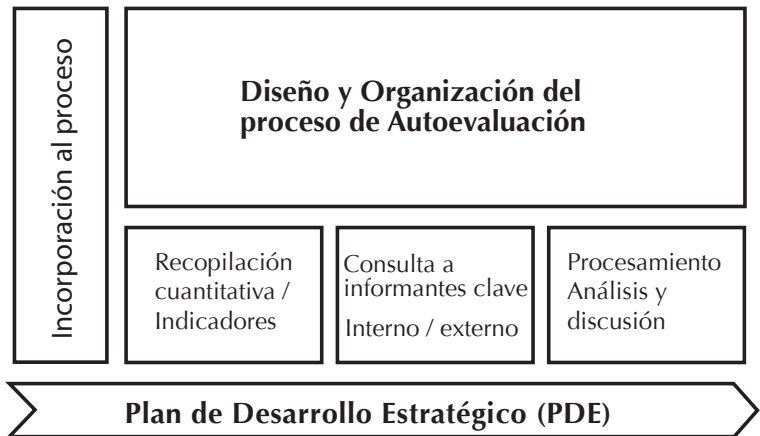 Incorporación al proceso
Diseño y Organización del
proceso de Autoevaluación
Recopilación
cuantitativa /
Indicadores
Consulta a
informantes clave
Interno / externo
Procesamiento
Análisis y
discusión
Plan de Desarrollo Estratégico (PDE)